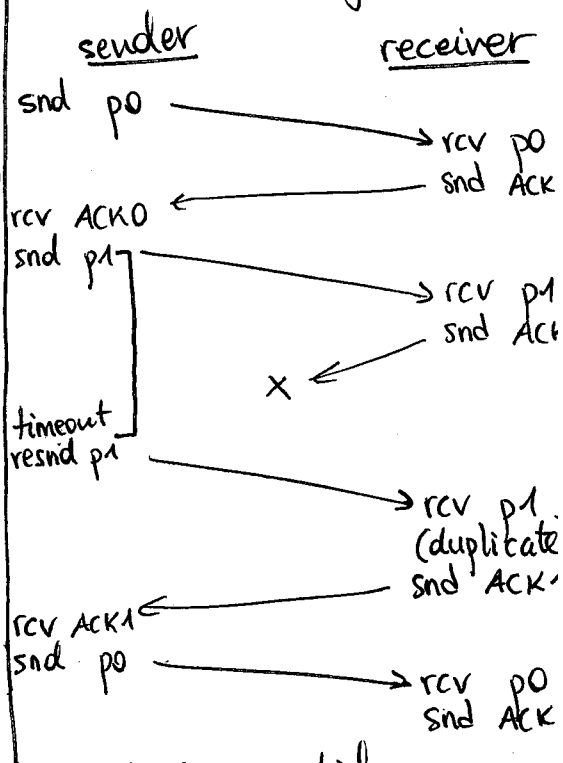 sender receiver
snd p0
rcv p0
snd ACK
rcv ACK0
snd p1
rcv p1
snd ACK
X
timeout
resnd p1
rcv p1
(duplicate
snd ACK1
rcv ACK1
snd p0
rcv p0
snd ACK